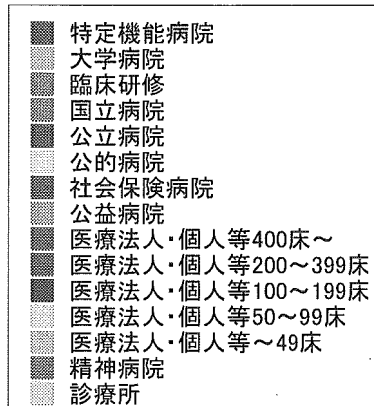 特定機能病院
大学病院
臨床研修
国立病院
公立病院
公的病院
社会保険病院
公益病院
医療法人・個人等400床～
医療法人・個人等200～399床
医療法人・個人等100～199床
医療法人・個人等50～99床
医療法人・個人等～49床
精神病院
診療所